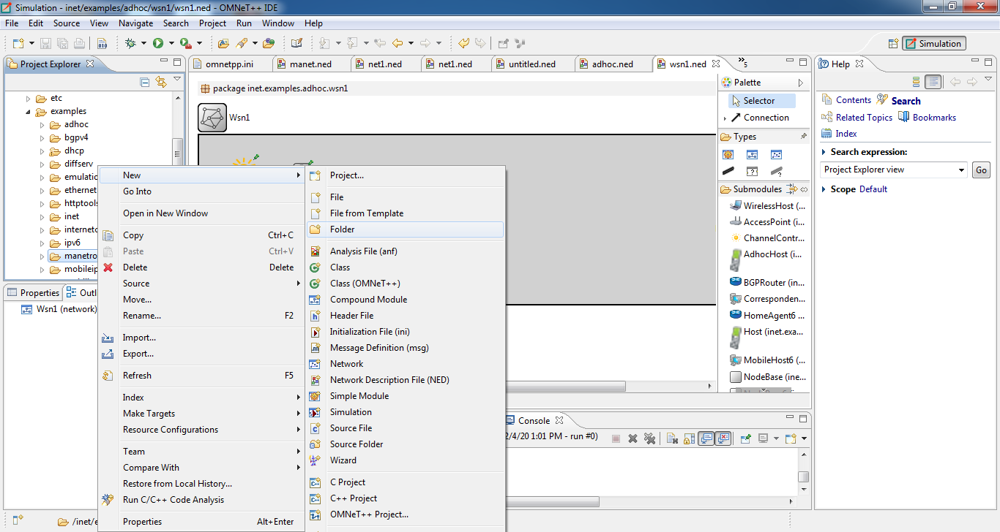 Simulation - inet/examples/adhoc/wsn1/wsn1.ned - OMNeT++ IDE
File Edit Source View Navigate Search Project Run Window Help
Simulation
Project Explorer
etc
examples
adhoc
bgpv4
dhcp
diffserv
emulatic
ethernet
httptools
inet
internetc
ipv6
manetro
mobileip
Properties Outli
Wsn1 (network)
/inet/e
New
Go Into
Open in New Window
Copy Ctrl+C
Paste Ctrl+V
Delete Delete
Source
Move...
Rename... F2
Import...
Export...
Refresh F5
Index
Make Targets
Resource Configurations
Team
Compare With
Restore from Local History...
Run C/C++ Code Analysis
Properties Alt+Enter
Project...
File
File from Template
Folder
Analysis File (anf)
Class
Class (OMNeT++)
Compound Module
Header File
Initialization File (ini)
Message Definition (msg)
Network
Network Description File (NED)
Simple Module
Simulation
Source File
Source Folder
Wizard
C Project
C++ Project
OMNeT++ Project...
omnetpp.ini manet.ned net1.ned net1.ned untitled.ned adhoc.ned wsn1.ned »5
package inet.examples.adhoc.wsn1
Wsn1
Palette
Selector
Connection
Types
Submodules
WirelessHost (...
AccessPoint (i...
ChannelContr...
AdhocHost (i...
BGPRouter (in...
Corresponden...
HomeAgent6 ...
Host (inet.exa...
MobileHost6 (...
NodeBase (ine...
Console
2/4/20 1:01 PM - run #0)
Help
Contents Search
Related Topics Bookmarks
Index
Search expression:
Project Explorer view Go
Scope Default